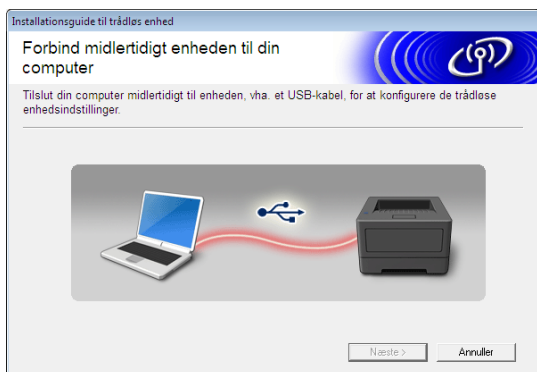 Installationsguide til trådløs enhed
Forbind midlertidigt enheden til din
computer
Tilslut din computer midlertidigt til enheden, vha. et USB-kabel, for at konfigurere de trådløse
enhedsindstillinger.
Næste >
Annuller